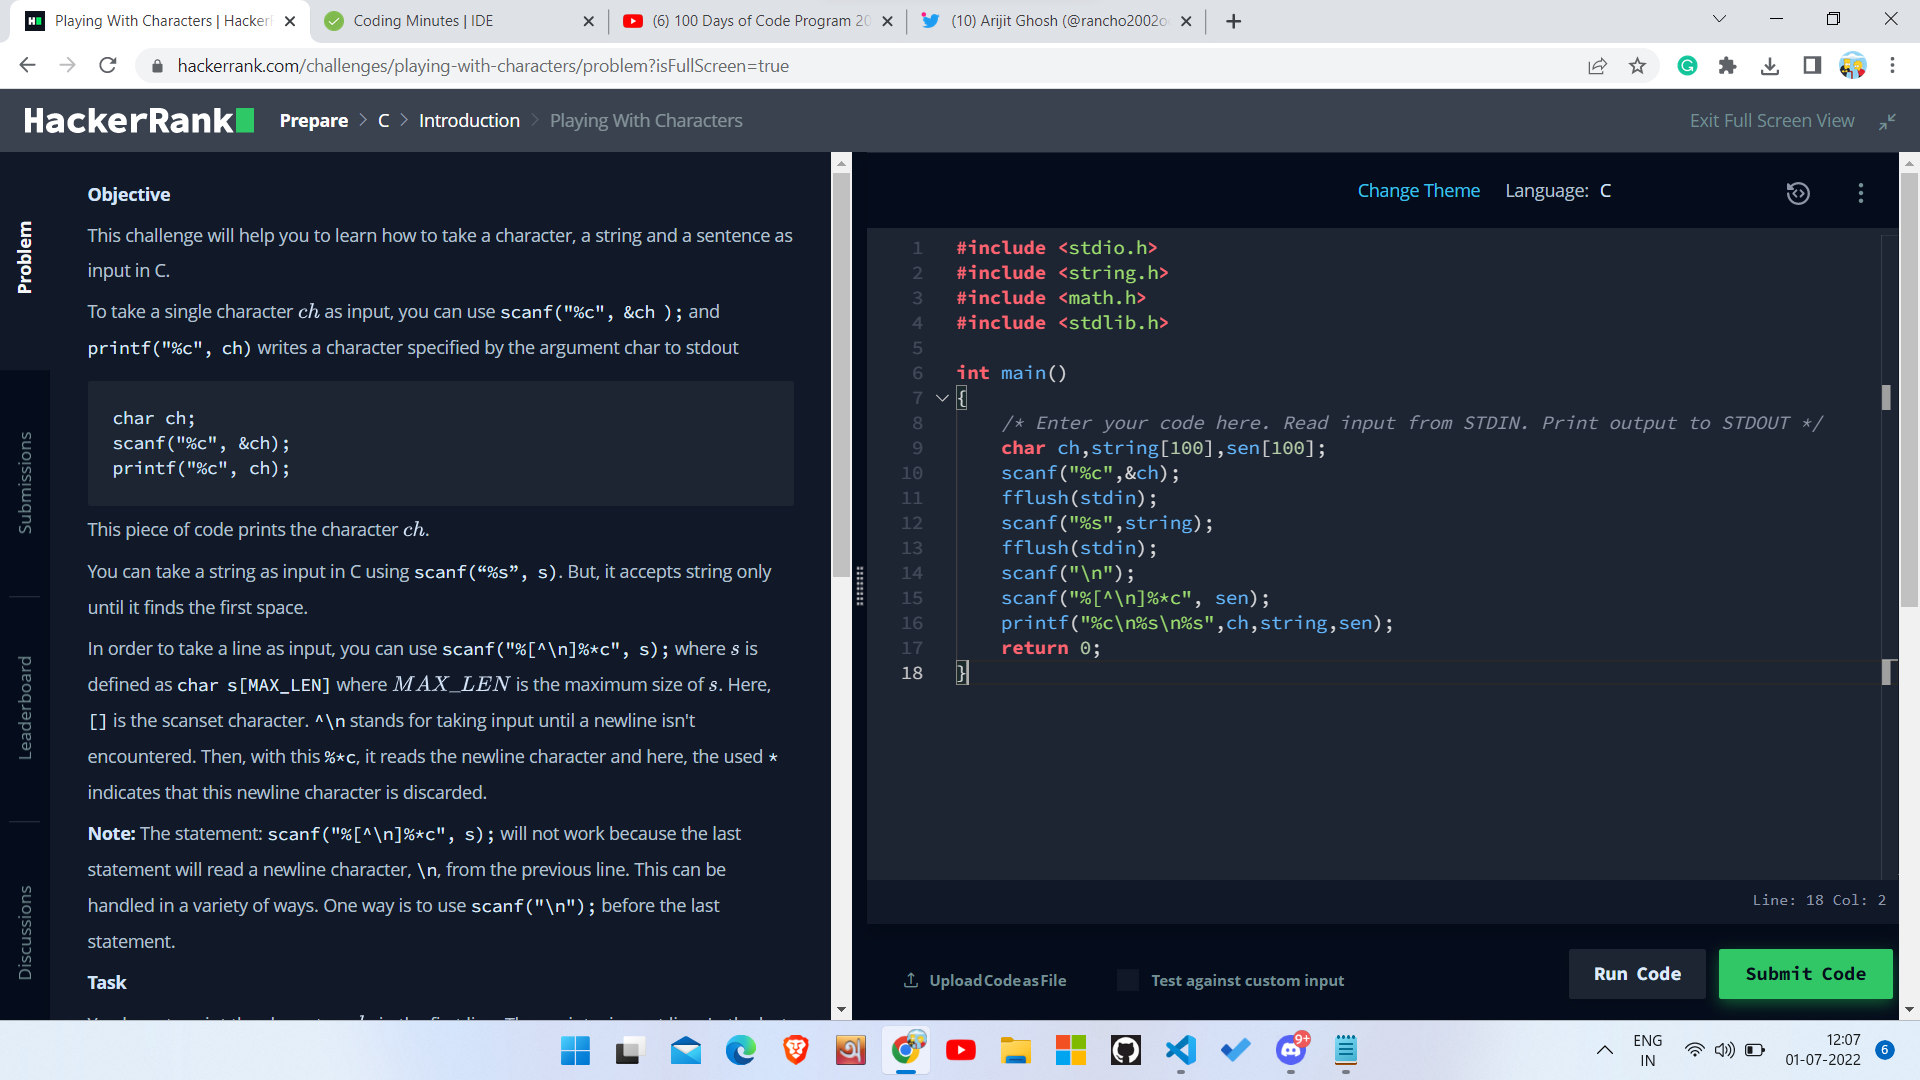 Playing With Characters | Hacker
Coding Minutes | IDE
(6) 100 Days of Code Program 20
(10) Arijit Ghosh (@rancho2002o
hackerrank.com/challenges/playing-with-characters/problem?isFullScreen=true
HackerRank
Prepare > C > Introduction > Playing With Characters
Exit Full Screen View
Problem
Submissions
Leaderboard
Discussions
Objective
This challenge will help you to learn how to take a character, a string and a sentence as
input in C.
To take a single character ch as input, you can use scanf("%c", &ch ); and
printf("%c", ch) writes a character specified by the argument char to stdout
char ch;
scanf("%c", &ch);
printf("%c", ch);
This piece of code prints the character ch.
You can take a string as input in C using scanf(“%s”, s). But, it accepts string only
until it finds the first space.
In order to take a line as input, you can use scanf("%[^\n]%*c", s); where s is
defined as char s[MAX_LEN] where MAX_LEN is the maximum size of s. Here,
[] is the scanset character. ^\n stands for taking input until a newline isn't
encountered. Then, with this %*c, it reads the newline character and here, the used *
indicates that this newline character is discarded.
Note: The statement: scanf("%[^\n]%*c", s); will not work because the last
statement will read a newline character, \n, from the previous line. This can be
handled in a variety of ways. One way is to use scanf("\n"); before the last
statement.
Task
Change Theme Language: C
1 #include <stdio.h>
2 #include <string.h>
3 #include <math.h>
4 #include <stdlib.h>
5
6 int main()
7 {
8 /* Enter your code here. Read input from STDIN. Print output to STDOUT */
9 char ch,string[100],sen[100];
10 scanf("%c",&ch);
11 fflush(stdin);
12 scanf("%s",string);
13 fflush(stdin);
14 scanf("\n");
15 scanf("%[^\n]%*c", sen);
16 printf("%c\n%s\n%s",ch,string,sen);
17 return 0;
18 }
Line: 18 Col: 2
Upload Code as File
Test against custom input
Run Code
Submit Code
9+
ENG
IN
12:07
01-07-2022
6